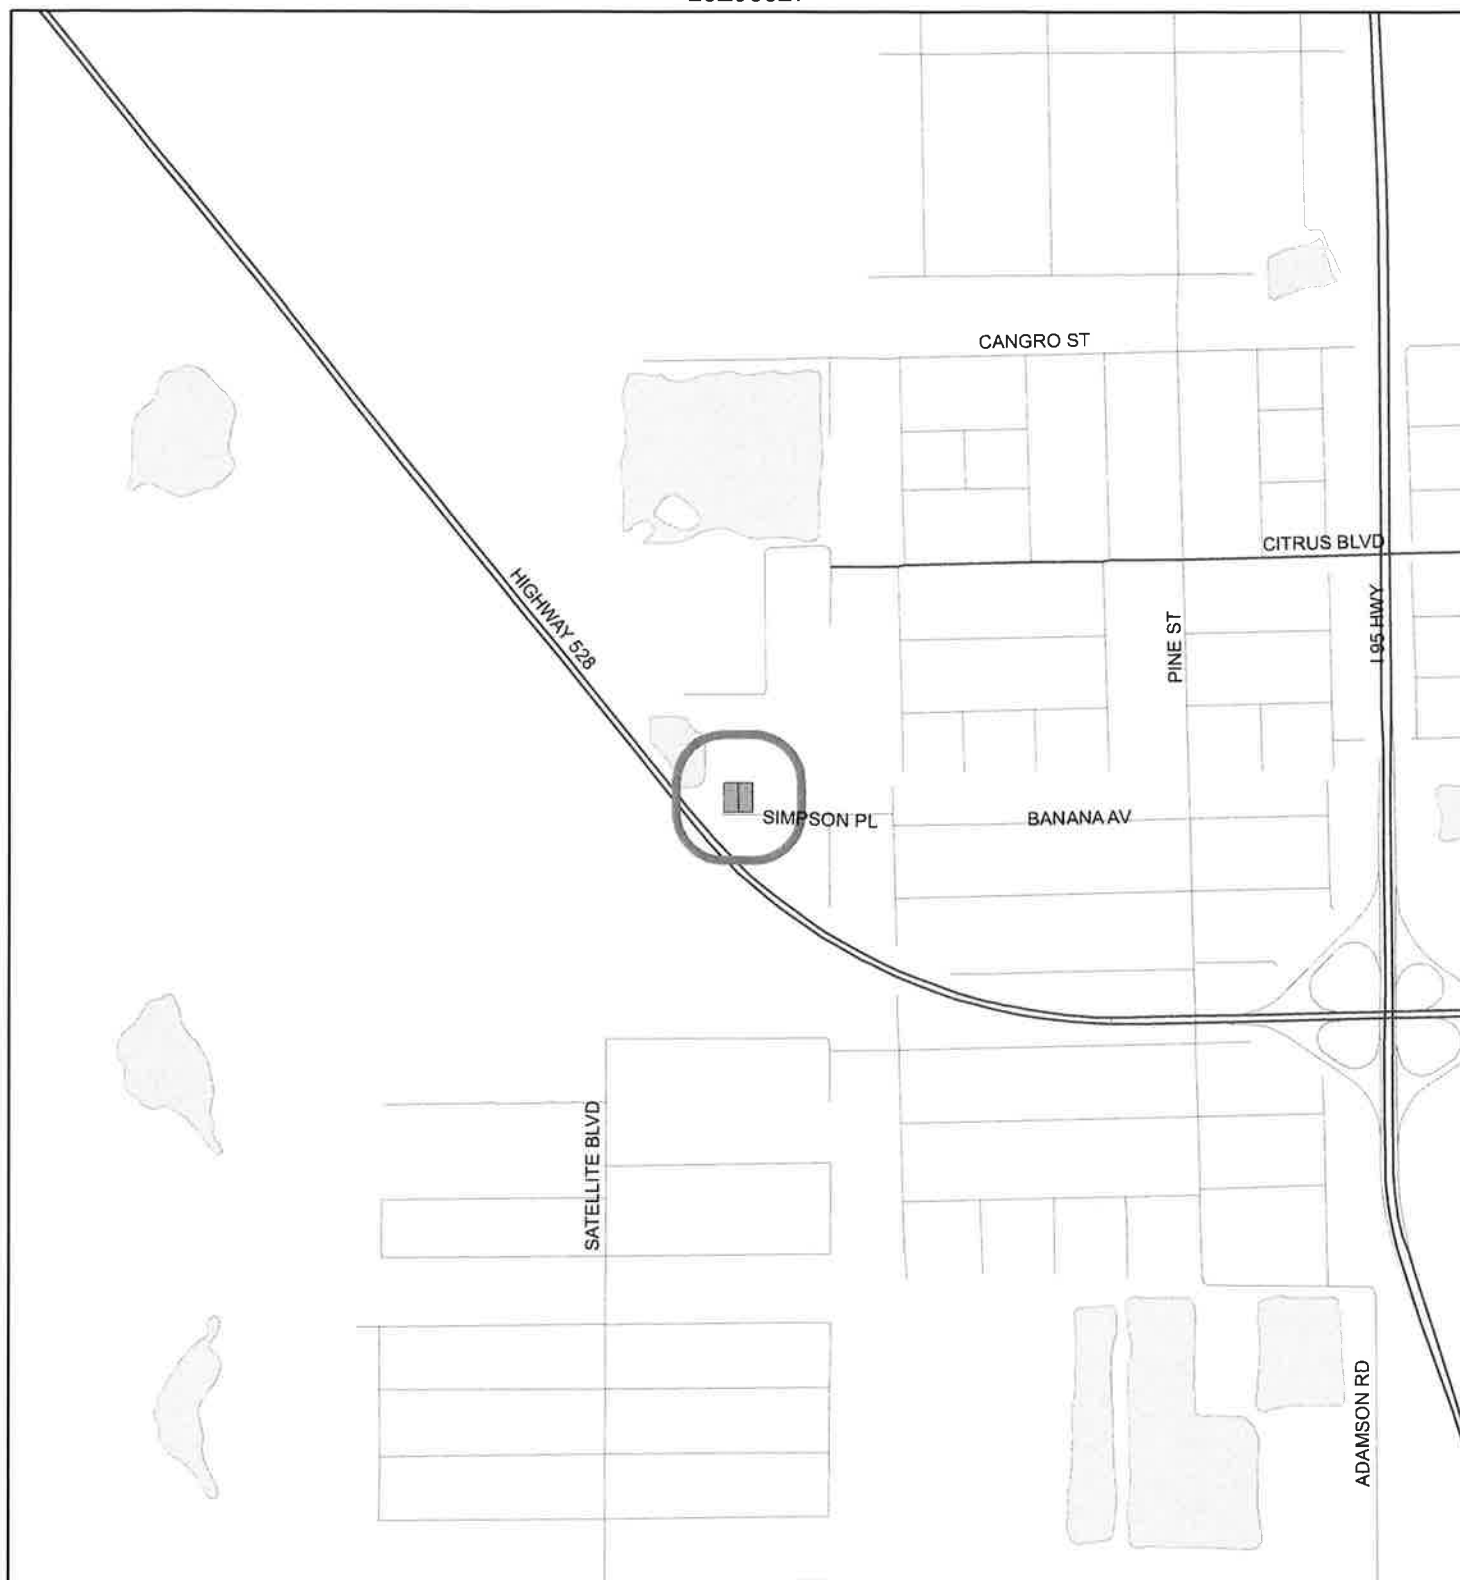 CANGRO ST
CITRUS BLVD
HIGHWAY 528
I 95 HWY
PINE ST
SIMPSON PL
BANANA AV
SATELLITE BLVD
ADAMSON RD